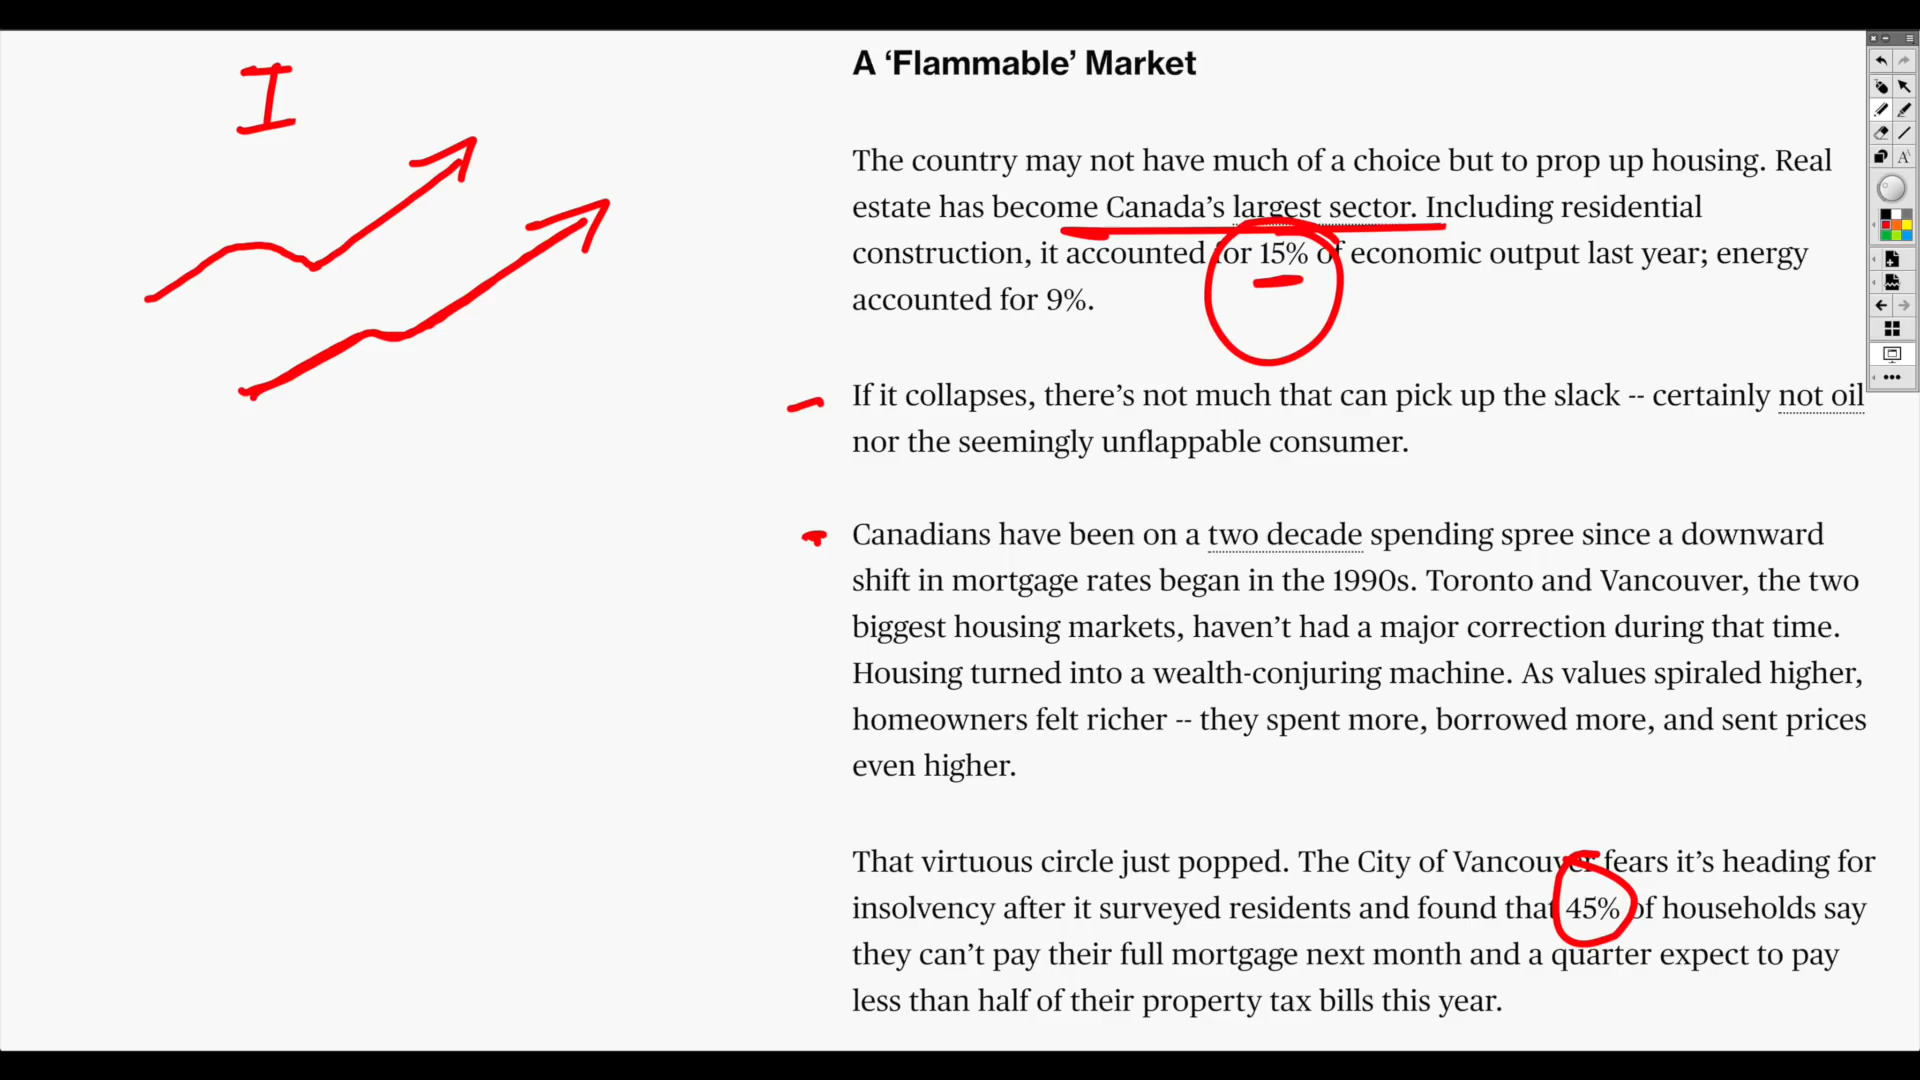 I
A ‘Flammable’ Market
The country may not have much of a choice but to prop up housing. Real
estate has become Canada’s largest sector. Including residential
construction, it accounted for 15% of economic output last year; energy
accounted for 9%.
If it collapses, there’s not much that can pick up the slack -- certainly not oil
nor the seemingly unflappable consumer.
Canadians have been on a two decade spending spree since a downward
shift in mortgage rates began in the 1990s. Toronto and Vancouver, the two
biggest housing markets, haven’t had a major correction during that time.
Housing turned into a wealth-conjuring machine. As values spiraled higher,
homeowners felt richer -- they spent more, borrowed more, and sent prices
even higher.
That virtuous circle just popped. The City of Vancouver fears it’s heading for
insolvency after it surveyed residents and found that 45% of households say
they can’t pay their full mortgage next month and a quarter expect to pay
less than half of their property tax bills this year.